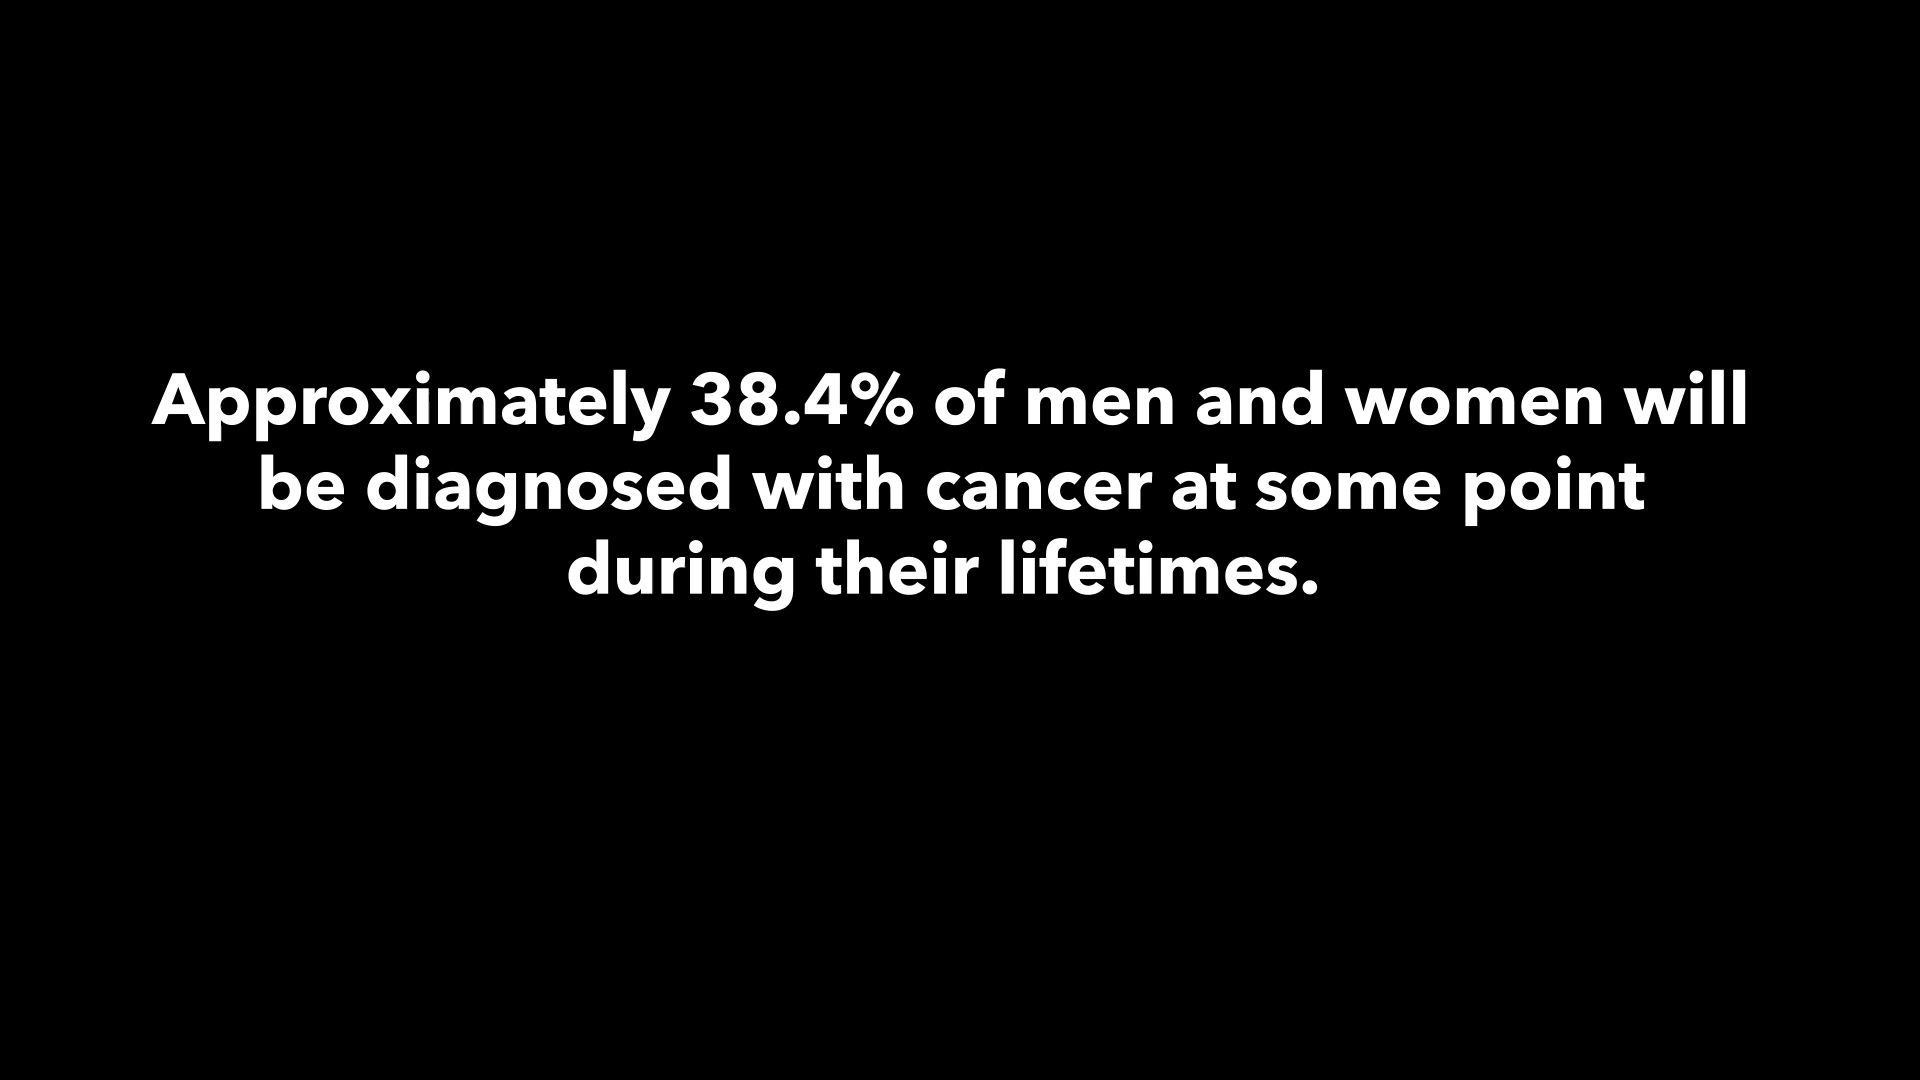 Approximately 38.4% of men and women will
be diagnosed with cancer at some point
during their lifetimes.